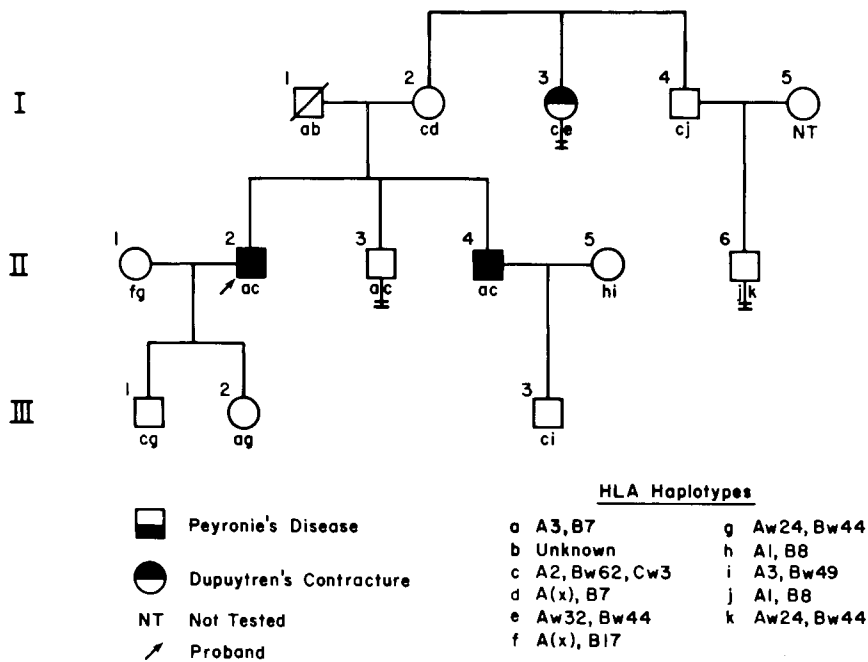 I
1
2
3
4
5
ab
cd
ce
cj
NT
II
1
2
3
4
5
6
fg
ac
ac
ac
hi
jk
III
1
2
3
cg
ag
ci
Peyronie's Disease
Dupuytren's Contracture
NT Not Tested
Proband
HLA Haplotypes
a A3, B7
b Unknown
c A2, Bw62, Cw3
d A(x), B7
e Aw32, Bw44
f A(x), B17
g Aw24, Bw44
h A1, B8
i A3, Bw49
j A1, B8
k Aw24, Bw44